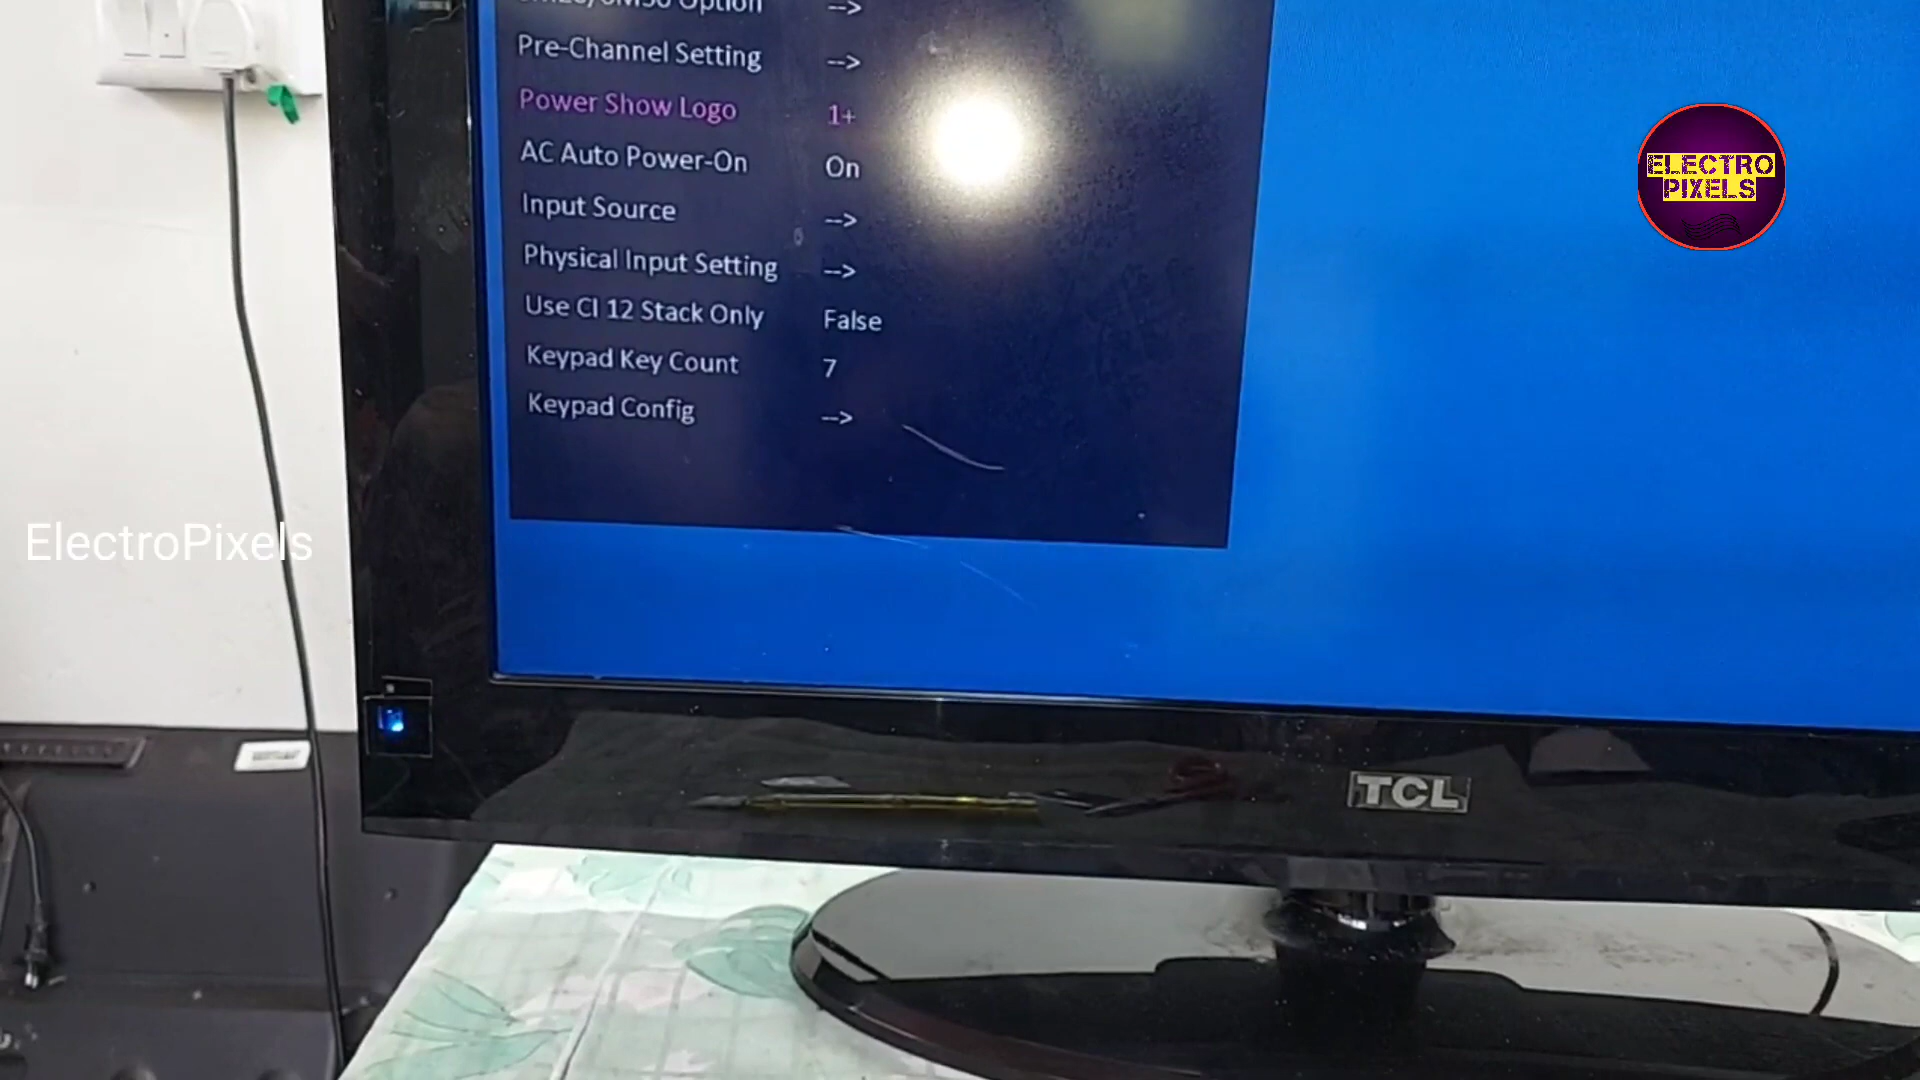 Option -->
Pre-Channel Setting -->
Power Show Logo 1+
AC Auto Power-On On
Input Source -->
Physical Input Setting -->
Use CI 12 Stack Only False
Keypad Key Count 7
Keypad Config -->
ELECTRO
PIXELS
ElectroPixels
TCL